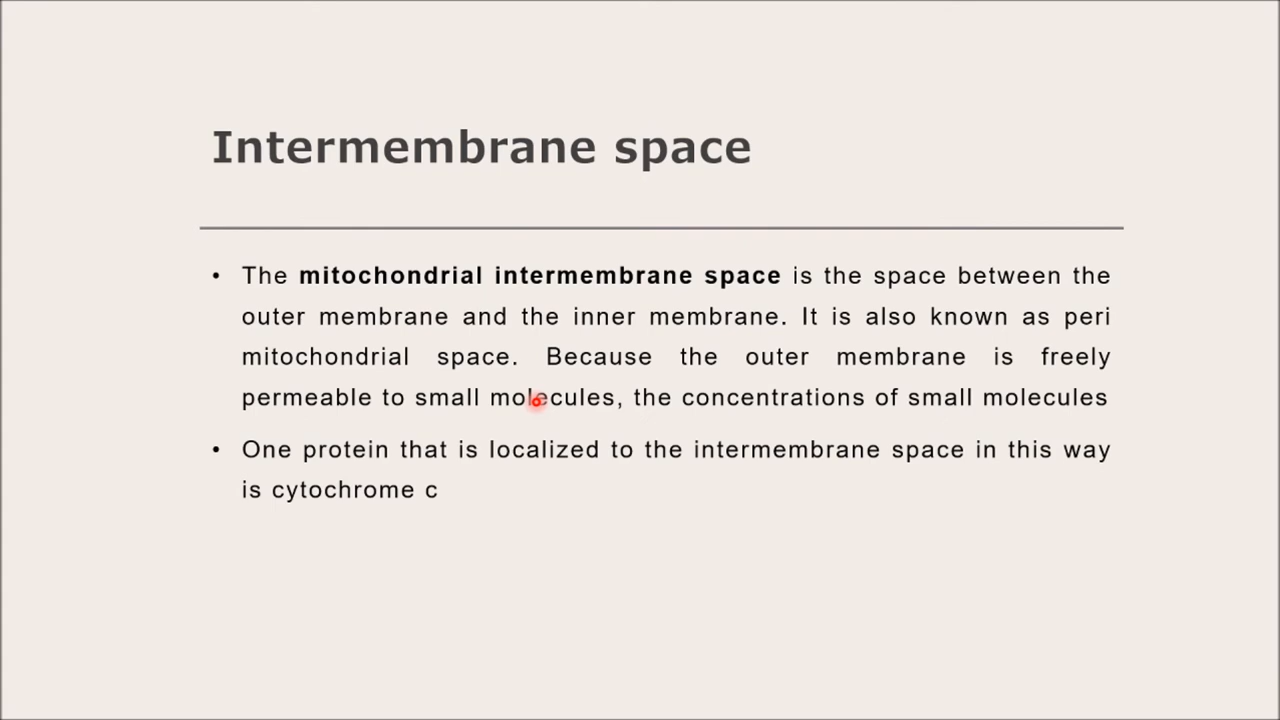 Intermembrane space
• The mitochondrial intermembrane space is the space between the
outer membrane and the inner membrane. It is also known as peri
mitochondrial space. Because the outer membrane is freely
permeable to small molecules, the concentrations of small molecules
• One protein that is localized to the intermembrane space in this way
is cytochrome c